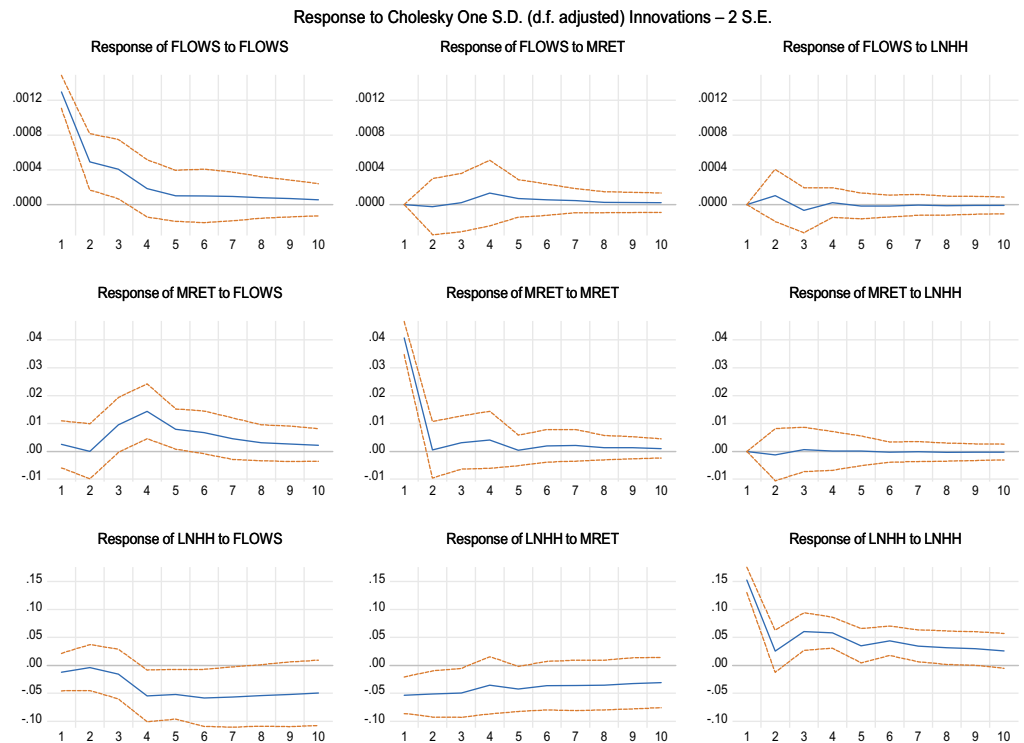 Response to Cholesky One S.D. (d.f. adjusted) Innovations – 2 S.E.
Response of FLOWS to FLOWS
.0012
.0008
.0004
.0000
1 2 3 4 5 6 7 8 9 10
Response of FLOWS to MRET
.0012
.0008
.0004
.0000
1 2 3 4 5 6 7 8 9 10
Response of FLOWS to LNHH
.0012
.0008
.0004
.0000
1 2 3 4 5 6 7 8 9 10
Response of MRET to FLOWS
.04
.03
.02
.01
.00
-.01
1 2 3 4 5 6 7 8 9 10
Response of MRET to MRET
.04
.03
.02
.01
.00
-.01
1 2 3 4 5 6 7 8 9 10
Response of MRET to LNHH
.04
.03
.02
.01
.00
-.01
1 2 3 4 5 6 7 8 9 10
Response of LNHH to FLOWS
.15
.10
.05
.00
-.05
-.10
1 2 3 4 5 6 7 8 9 10
Response of LNHH to MRET
.15
.10
.05
.00
-.05
-.10
1 2 3 4 5 6 7 8 9 10
Response of LNHH to LNHH
.15
.10
.05
.00
-.05
-.10
1 2 3 4 5 6 7 8 9 10